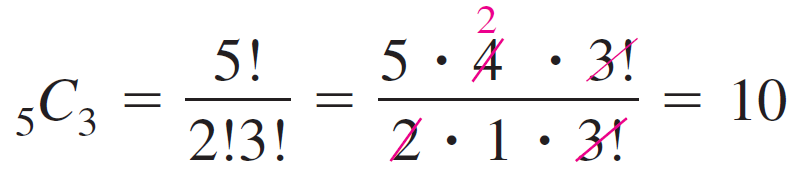 ₅C₃ = 5!/2!3! = 5 · 4 2 · 3!/2 · 1 · 3! = 10